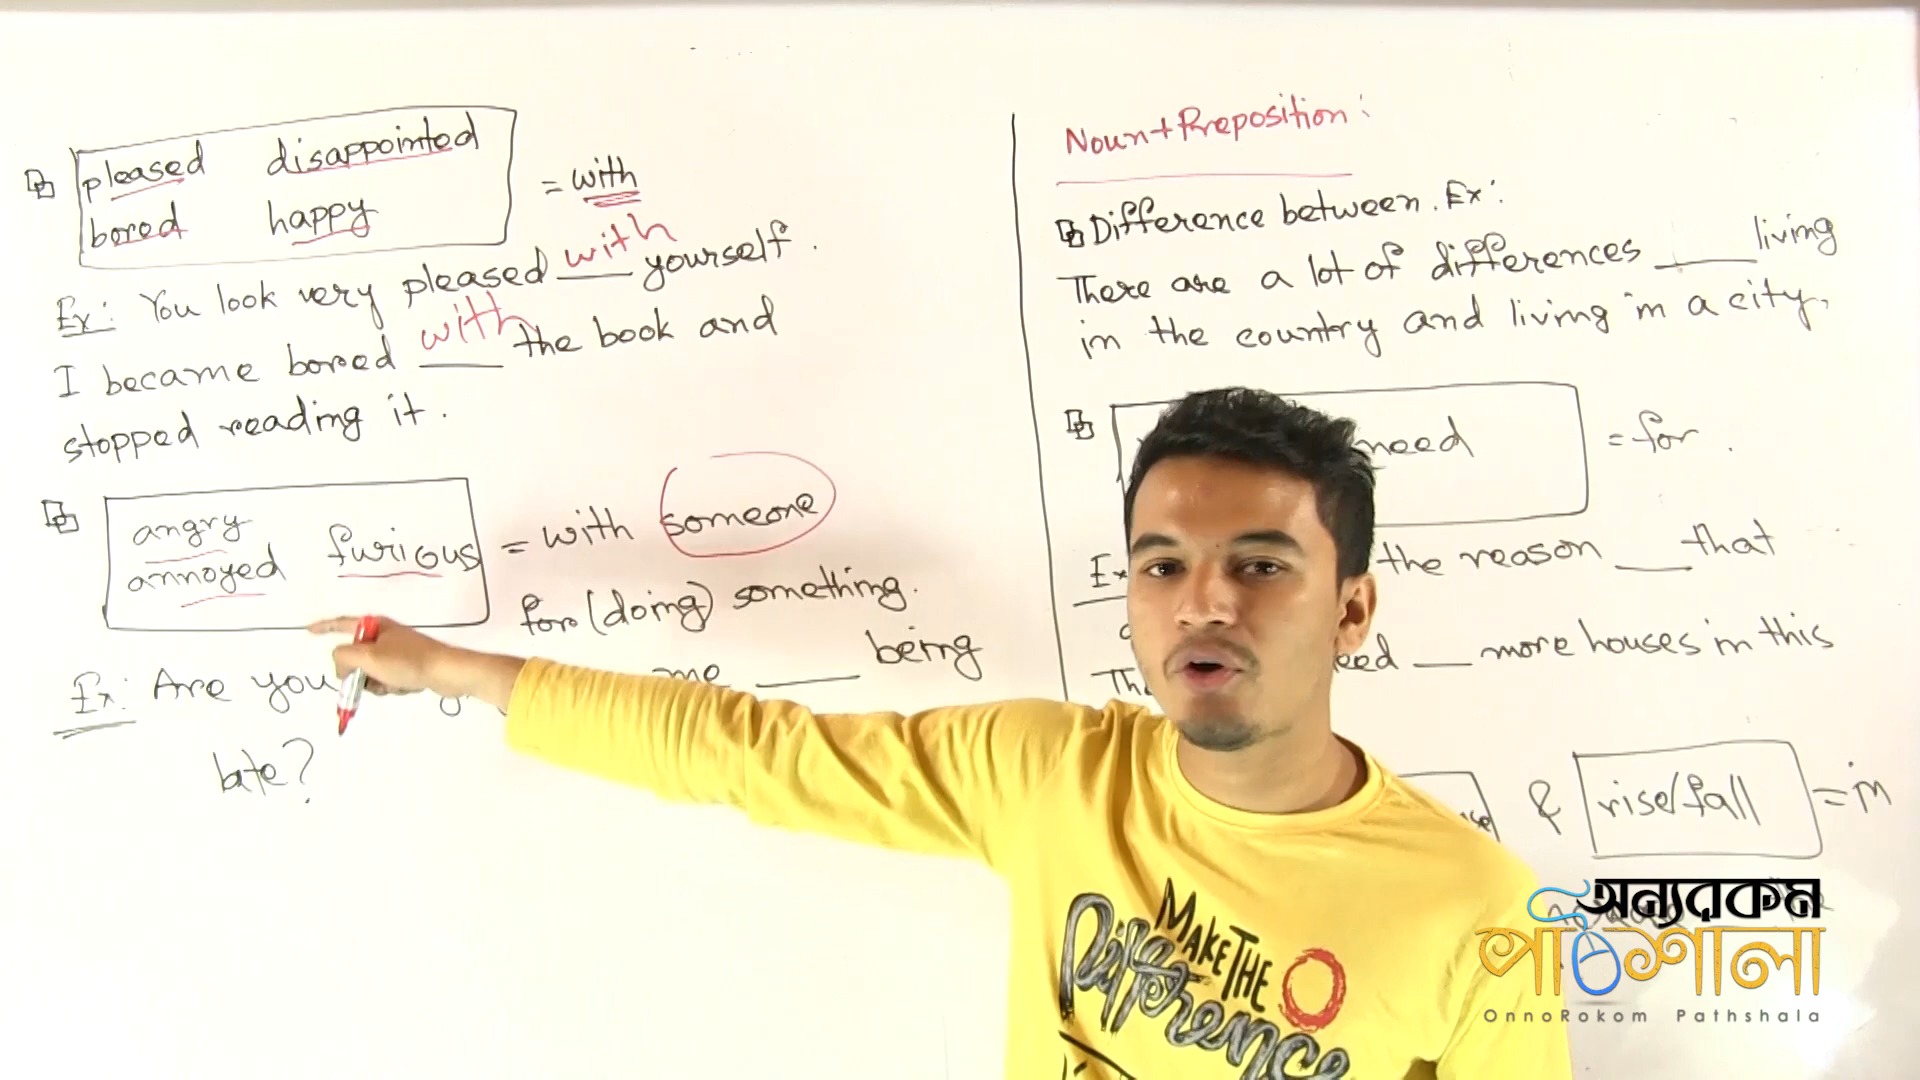 pleased disappointed
bored happy
= with
Ex: You look very pleased with yourself.
I became bored with the book and
stopped reading it.
angry
annoyed furious
= with someone
for (doing) something.
Ex: Are you me ____ being
late?
Noun + Preposition:
Difference between. Ex:
There are a lot of differences ____ living
in the country and living in a city,
need = for.
the reason ___ that
more houses in this
& rise/fall = in
MAKE THE
Difference
অন্যরকম
পাঠশালা
OnnoRokom Pathshala